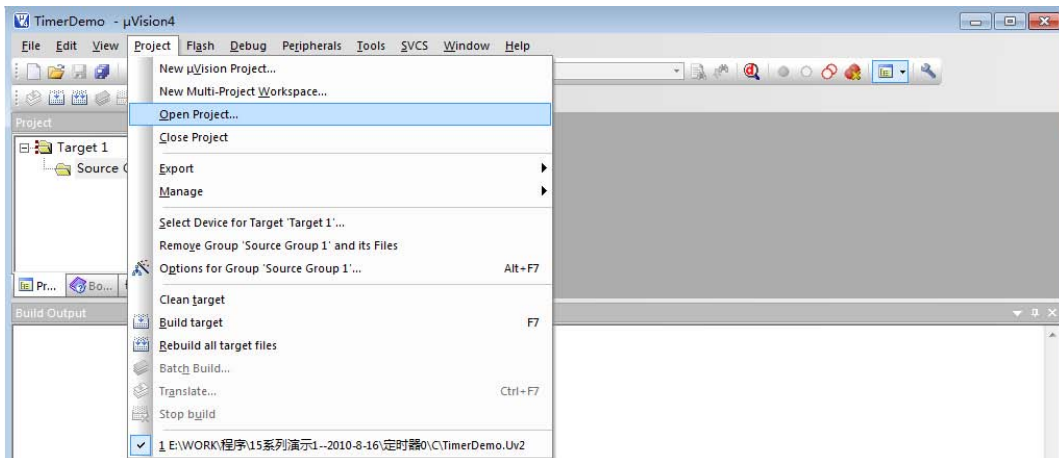 TimerDemo - µVision4
File Edit View Project Flash Debug Peripherals Tools SVCS Window Help
Project
Target 1
Source G
Pr...
Bo...
Build Output
New µVision Project...
New Multi-Project Workspace...
Open Project...
Close Project
Export
Manage
Select Device for Target 'Target 1'...
Remove Group 'Source Group 1' and its Files
Options for Group 'Source Group 1'... Alt+F7
Clean target
Build target F7
Rebuild all target files
Batch Build...
Translate... Ctrl+F7
Stop build
1 E:\WORK\程序\15系列演示1--2010-8-16\定时器0\C\TimerDemo.Uv2